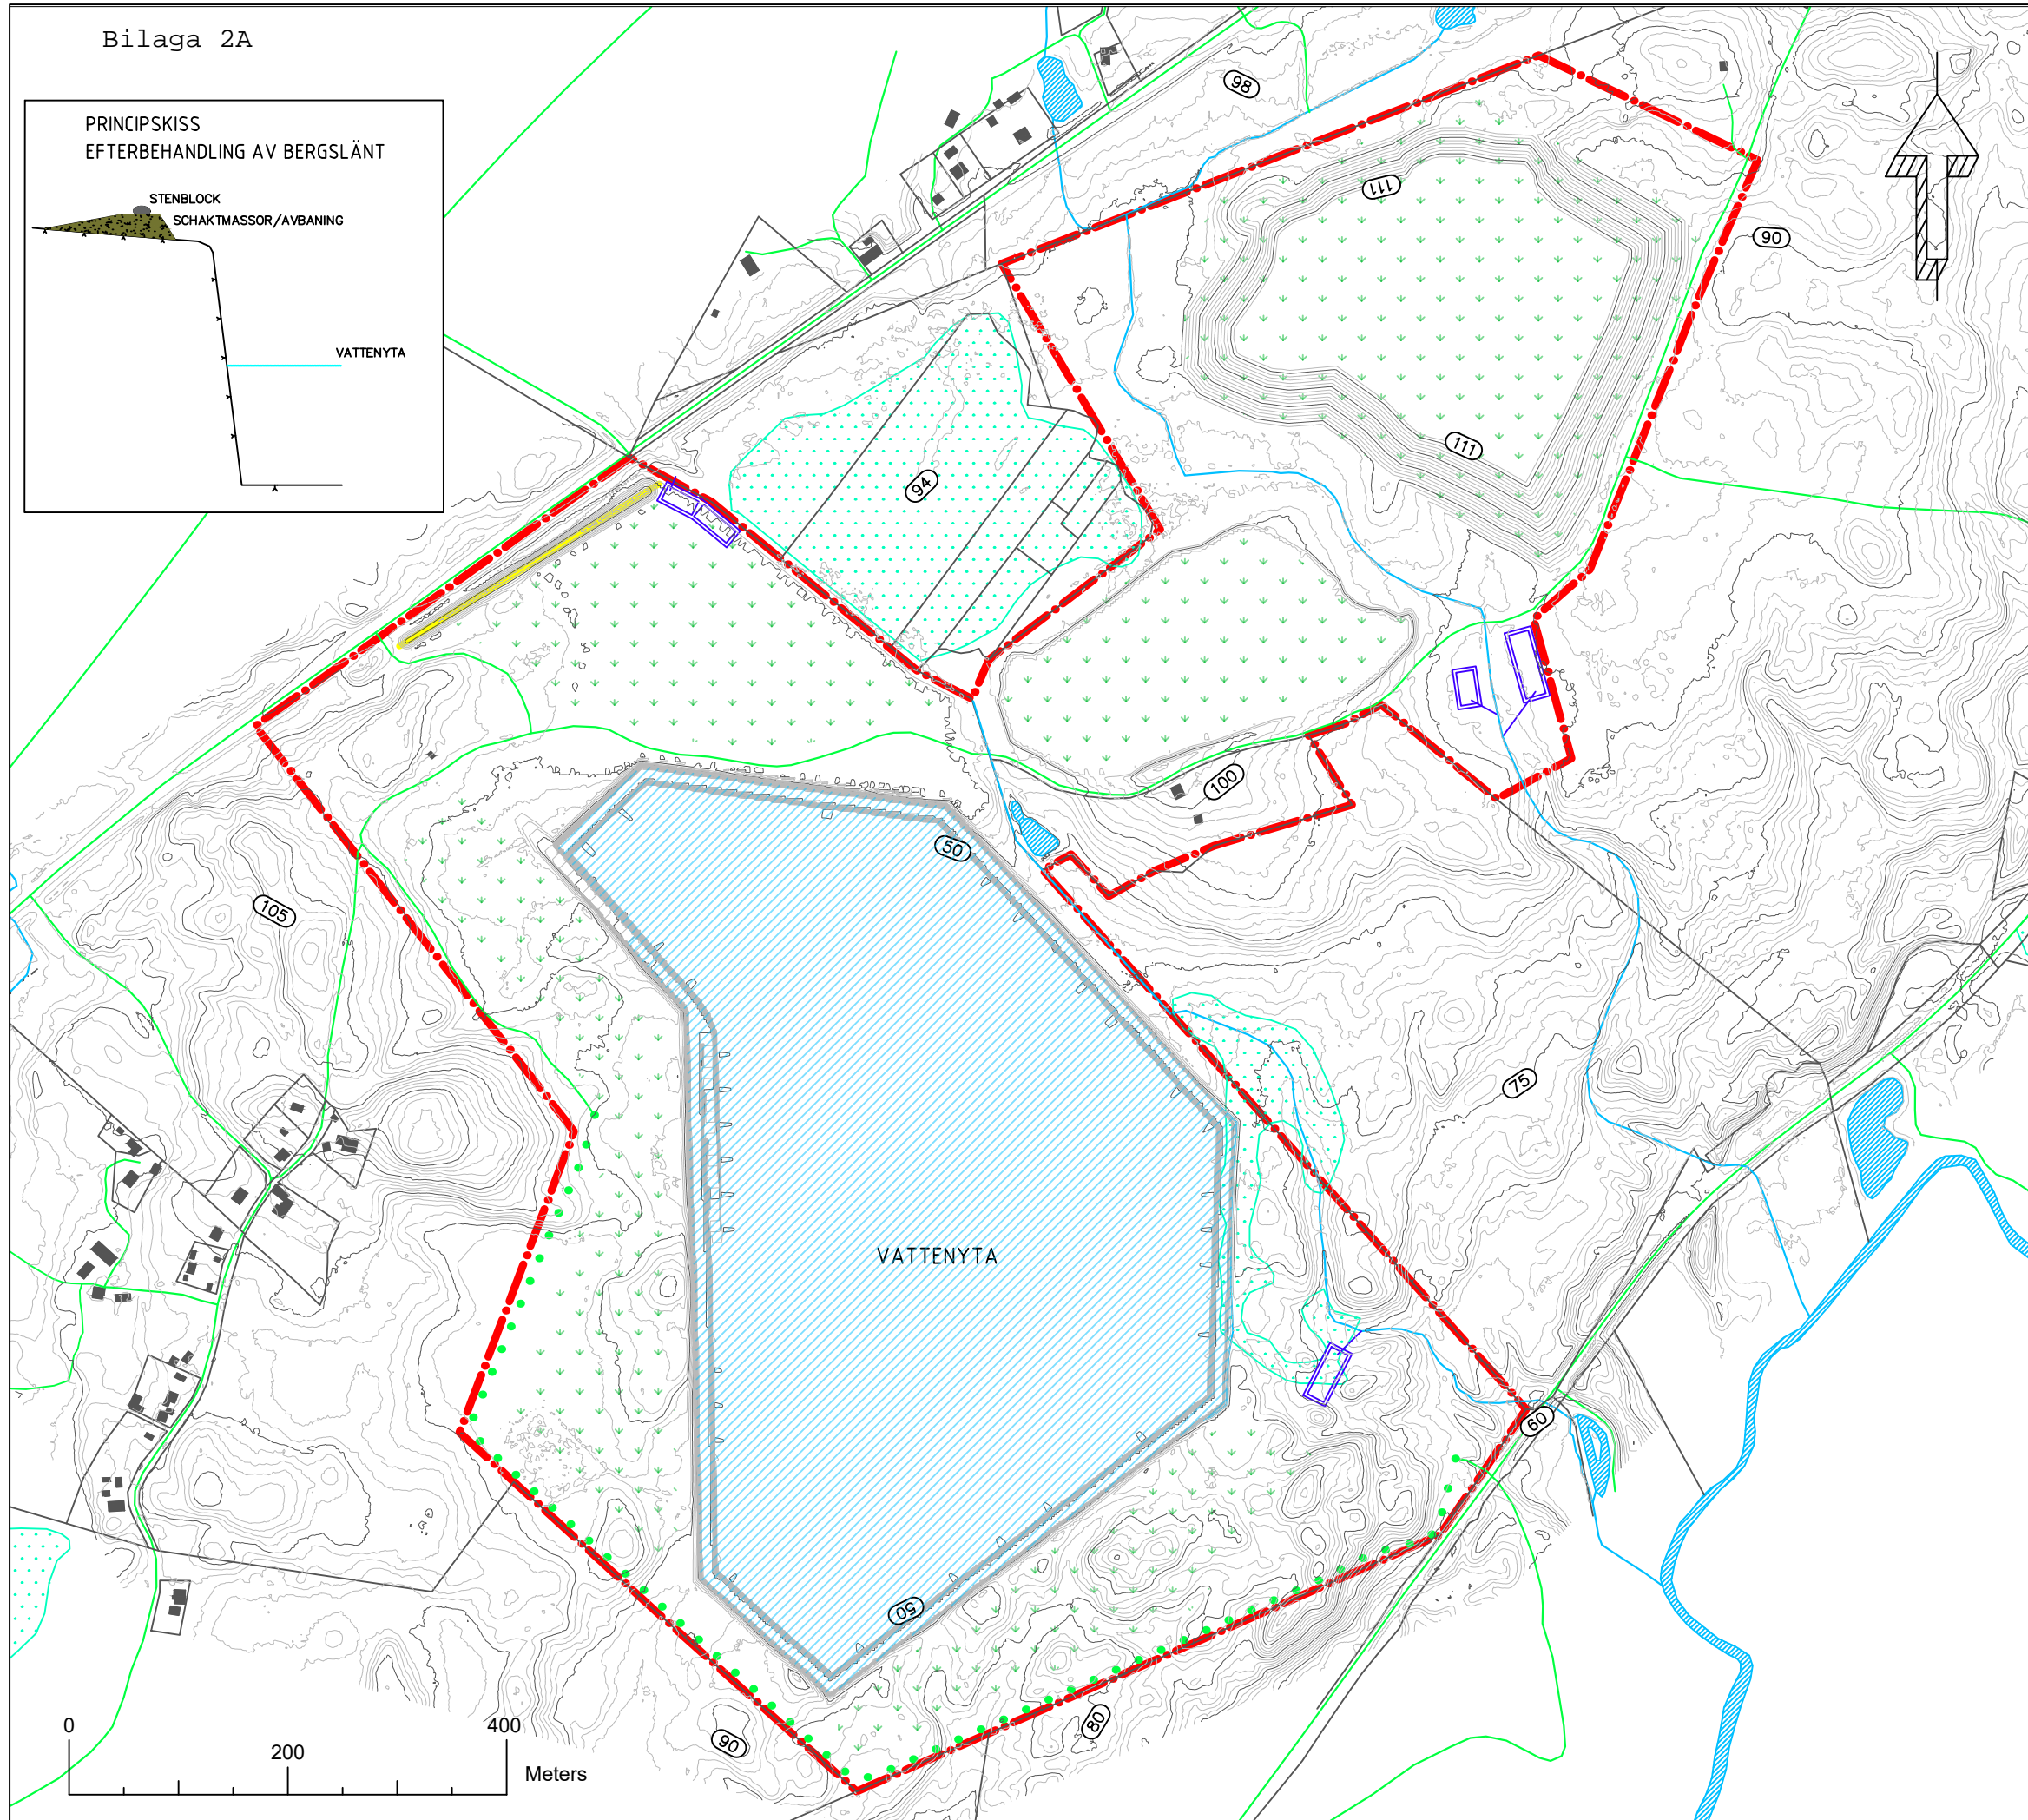 Bilaga 2A
PRINCIPSKISS
EFTERBEHANDLING AV BERGSLÄNT
STENBLOCK
SCHAKTMASSOR/AVBANING
VATTENYTA
98
111
90
111
94
100
50
105
75
VATTENYTA
60
50
80
90
0
400
200
Meters